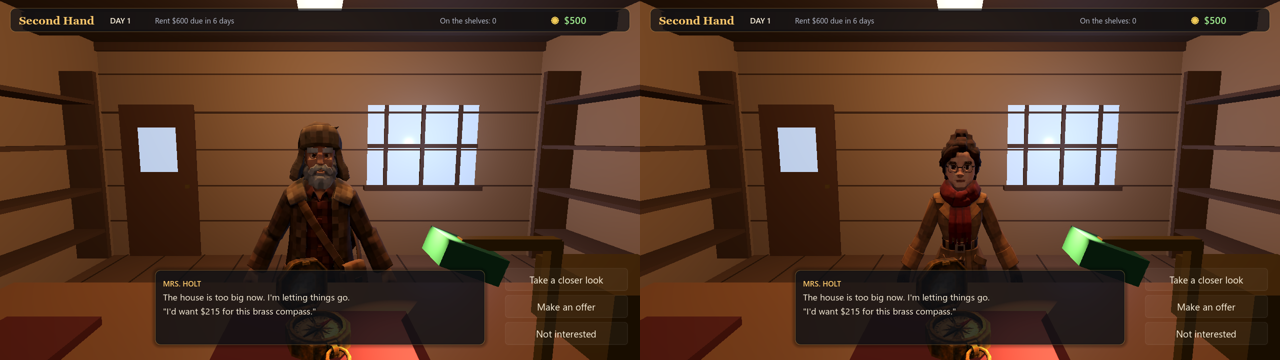 Second Hand DAY 1 Rent $600 due in 6 days On the shelves: 0 $500
MRS. HOLT
The house is too big now. I'm letting things go.
"I'd want $215 for this brass compass."
Take a closer look
Make an offer
Not interested
Second Hand DAY 1 Rent $600 due in 6 days On the shelves: 0 $500
MRS. HOLT
The house is too big now. I'm letting things go.
"I'd want $215 for this brass compass."
Take a closer look
Make an offer
Not interested